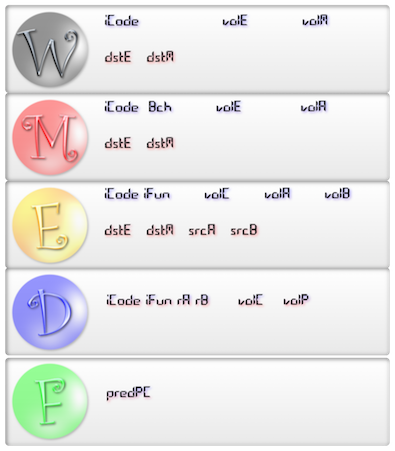 W
iCode valE valM
dstE dstM
M
iCode Bch valE valA
dstE dstM
E
iCode iFun valC valA valB
dstE dstM srcA srcB
D
iCode iFun rA rB valC valP
F
predPC